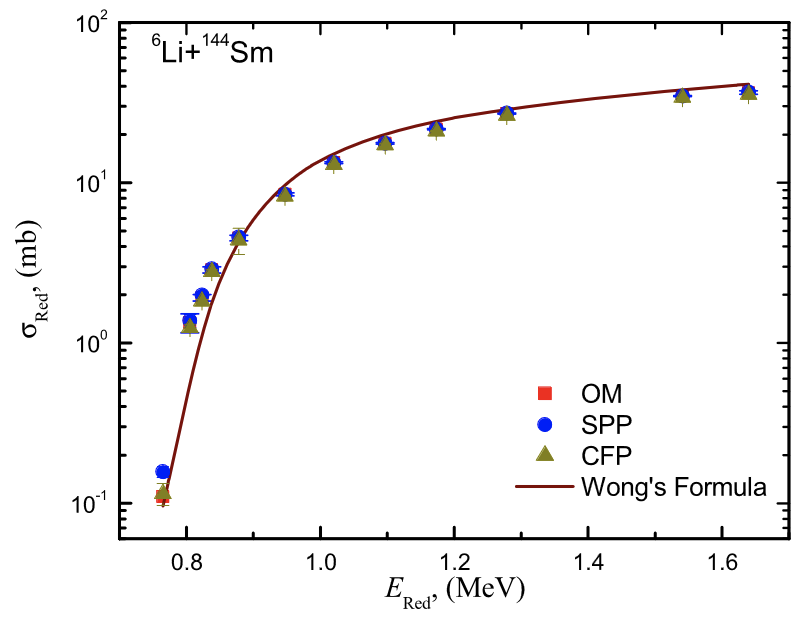 10²
⁶Li+¹⁴⁴Sm
10¹
σRed, (mb)
10⁰
OM
SPP
CFP
Wong's Formula
10⁻¹
0.8 1.0 1.2 1.4 1.6
ERed, (MeV)